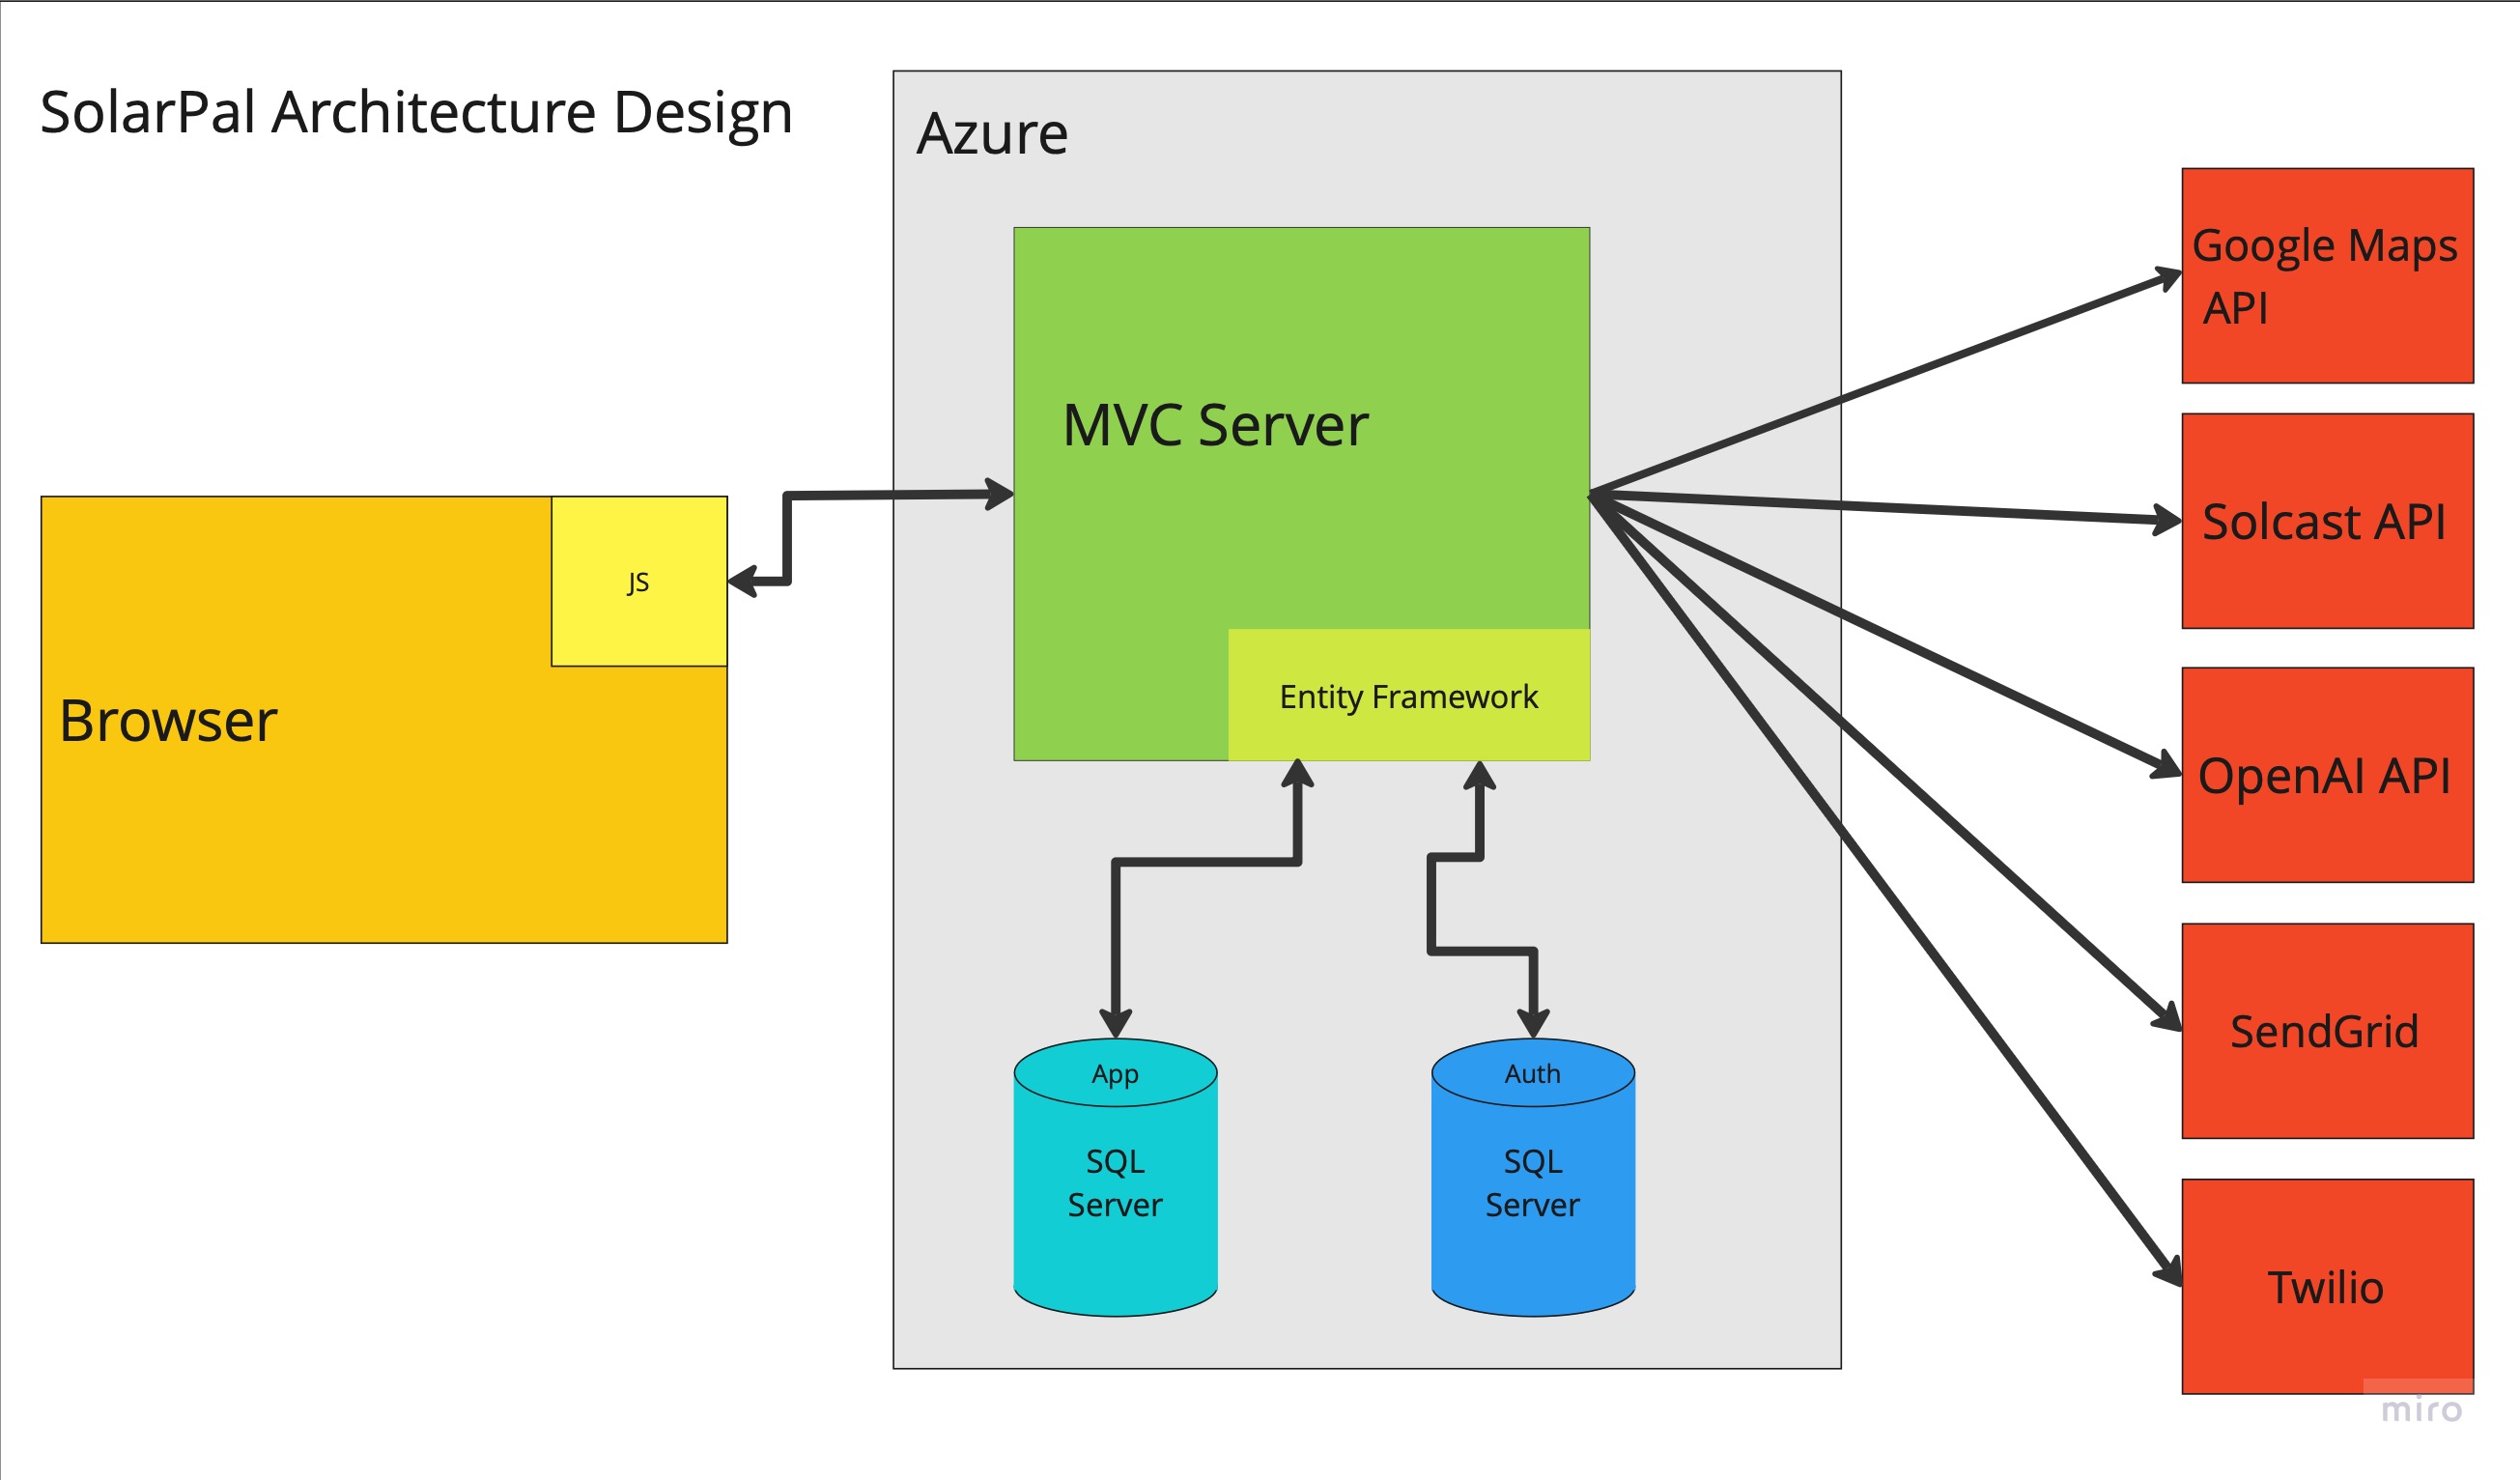 SolarPal Architecture Design
Azure
MVC Server
Entity Framework
JS
Browser
App
SQL
Server
Auth
SQL
Server
Google Maps
API
Solcast API
OpenAI API
SendGrid
Twilio
miro